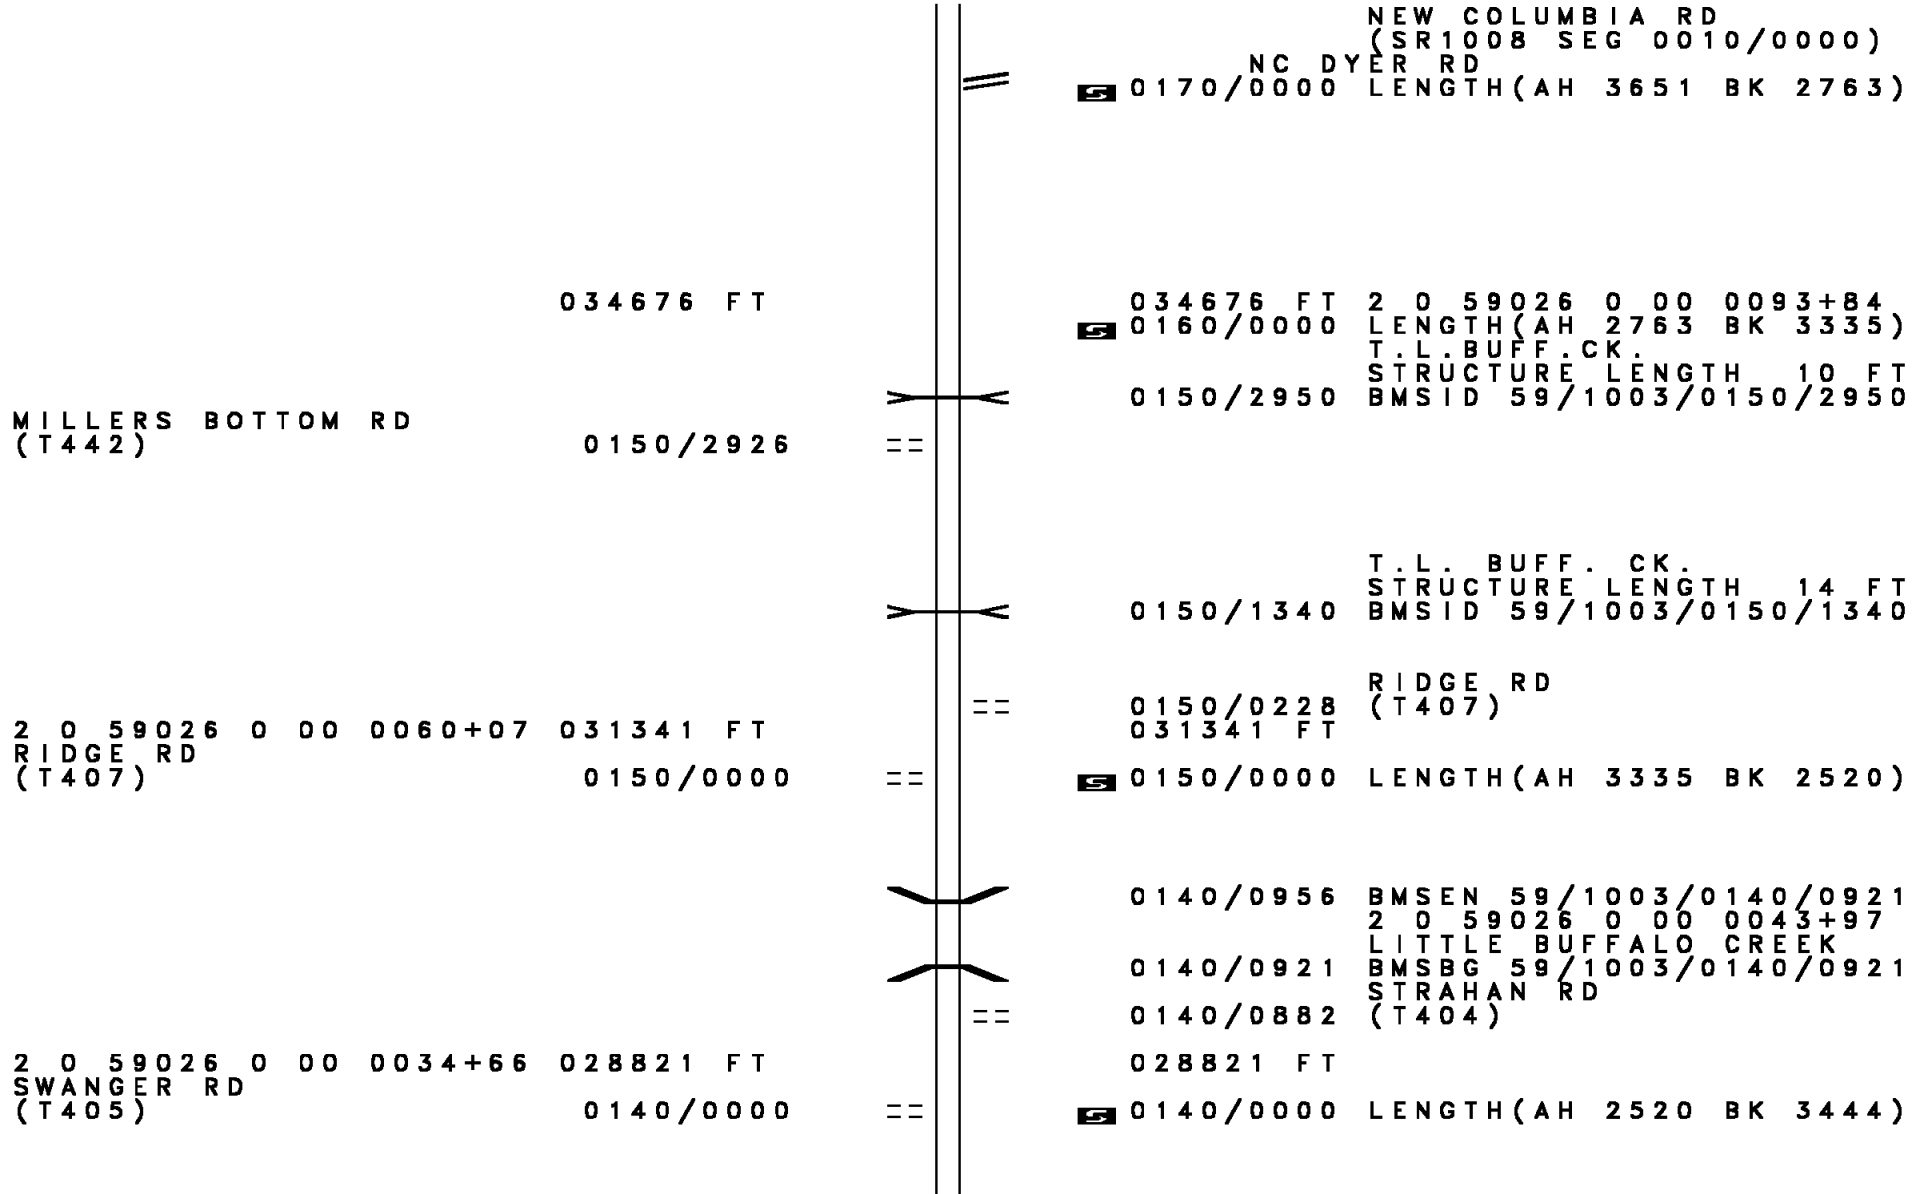 NEW COLUMBIA RD
(SR1008 SEG 0010/0000)
NC DYER RD
S 0170/0000 LENGTH(AH 3651 BK 2763)
034676 FT 034676 FT 2 0 59026 0 00 0093+84
S 0160/0000 LENGTH(AH 2763 BK 3335)
T.L.BUFF.CK.
STRUCTURE LENGTH 10 FT
0150/2950 BMSID 59/1003/0150/2950
MILLERS BOTTOM RD
(T442) 0150/2926 ==
T.L. BUFF. CK.
STRUCTURE LENGTH 14 FT
0150/1340 BMSID 59/1003/0150/1340
RIDGE RD
== 0150/0228 (T407)
2 0 59026 0 00 0060+07 031341 FT 031341 FT
RIDGE RD
(T407) 0150/0000 == S 0150/0000 LENGTH(AH 3335 BK 2520)
0140/0956 BMSEN 59/1003/0140/0921
2 0 59026 0 00 0043+97
LITTLE BUFFALO CREEK
0140/0921 BMSBG 59/1003/0140/0921
STRAHAN RD
== 0140/0882 (T404)
2 0 59026 0 00 0034+66 028821 FT 028821 FT
SWANGER RD
(T405) 0140/0000 == S 0140/0000 LENGTH(AH 2520 BK 3444)